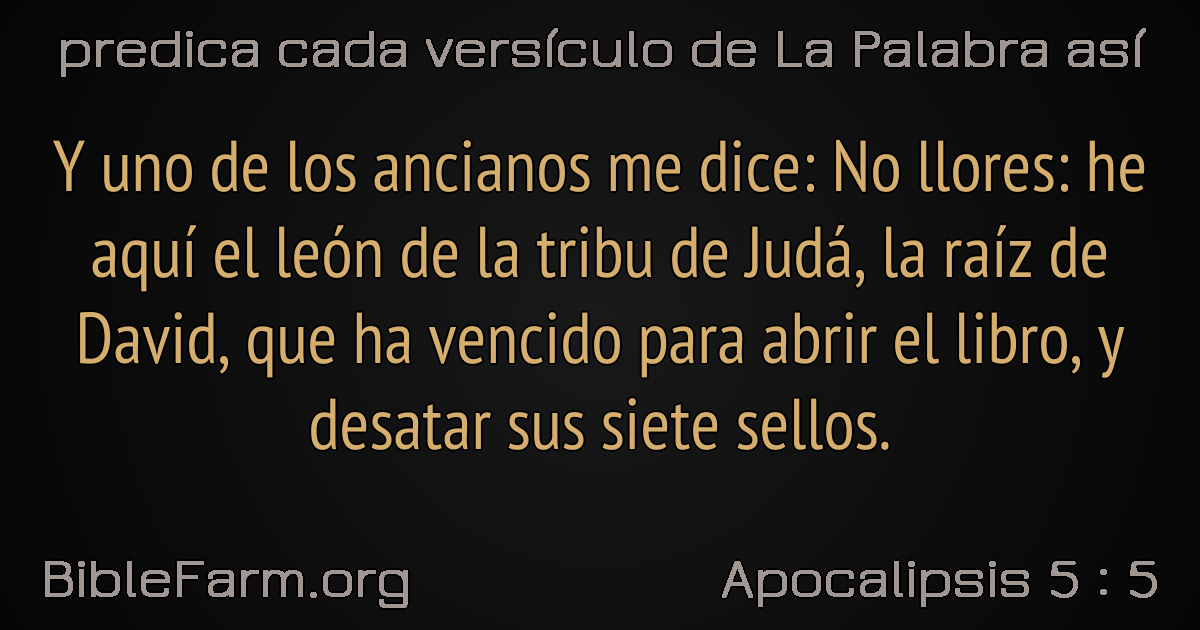 predica cada versículo de La Palabra así
Y uno de los ancianos me dice: No llores: he
aquí el león de la tribu de Judá, la raíz de
David, que ha vencido para abrir el libro, y
desatar sus siete sellos.
BibleFarm.org
Apocalipsis 5 : 5